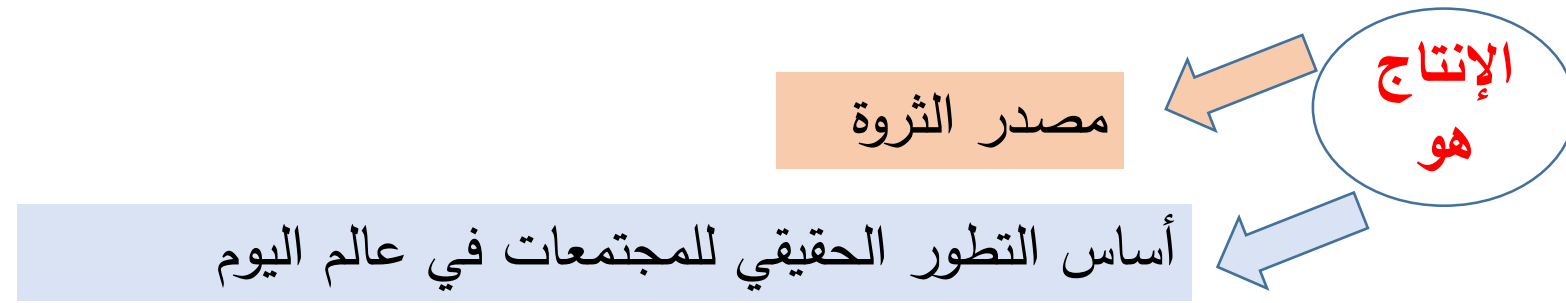 الإنتاج
هو
مصدر الثروة
أساس التطور الحقيقي للمجتمعات في عالم اليوم